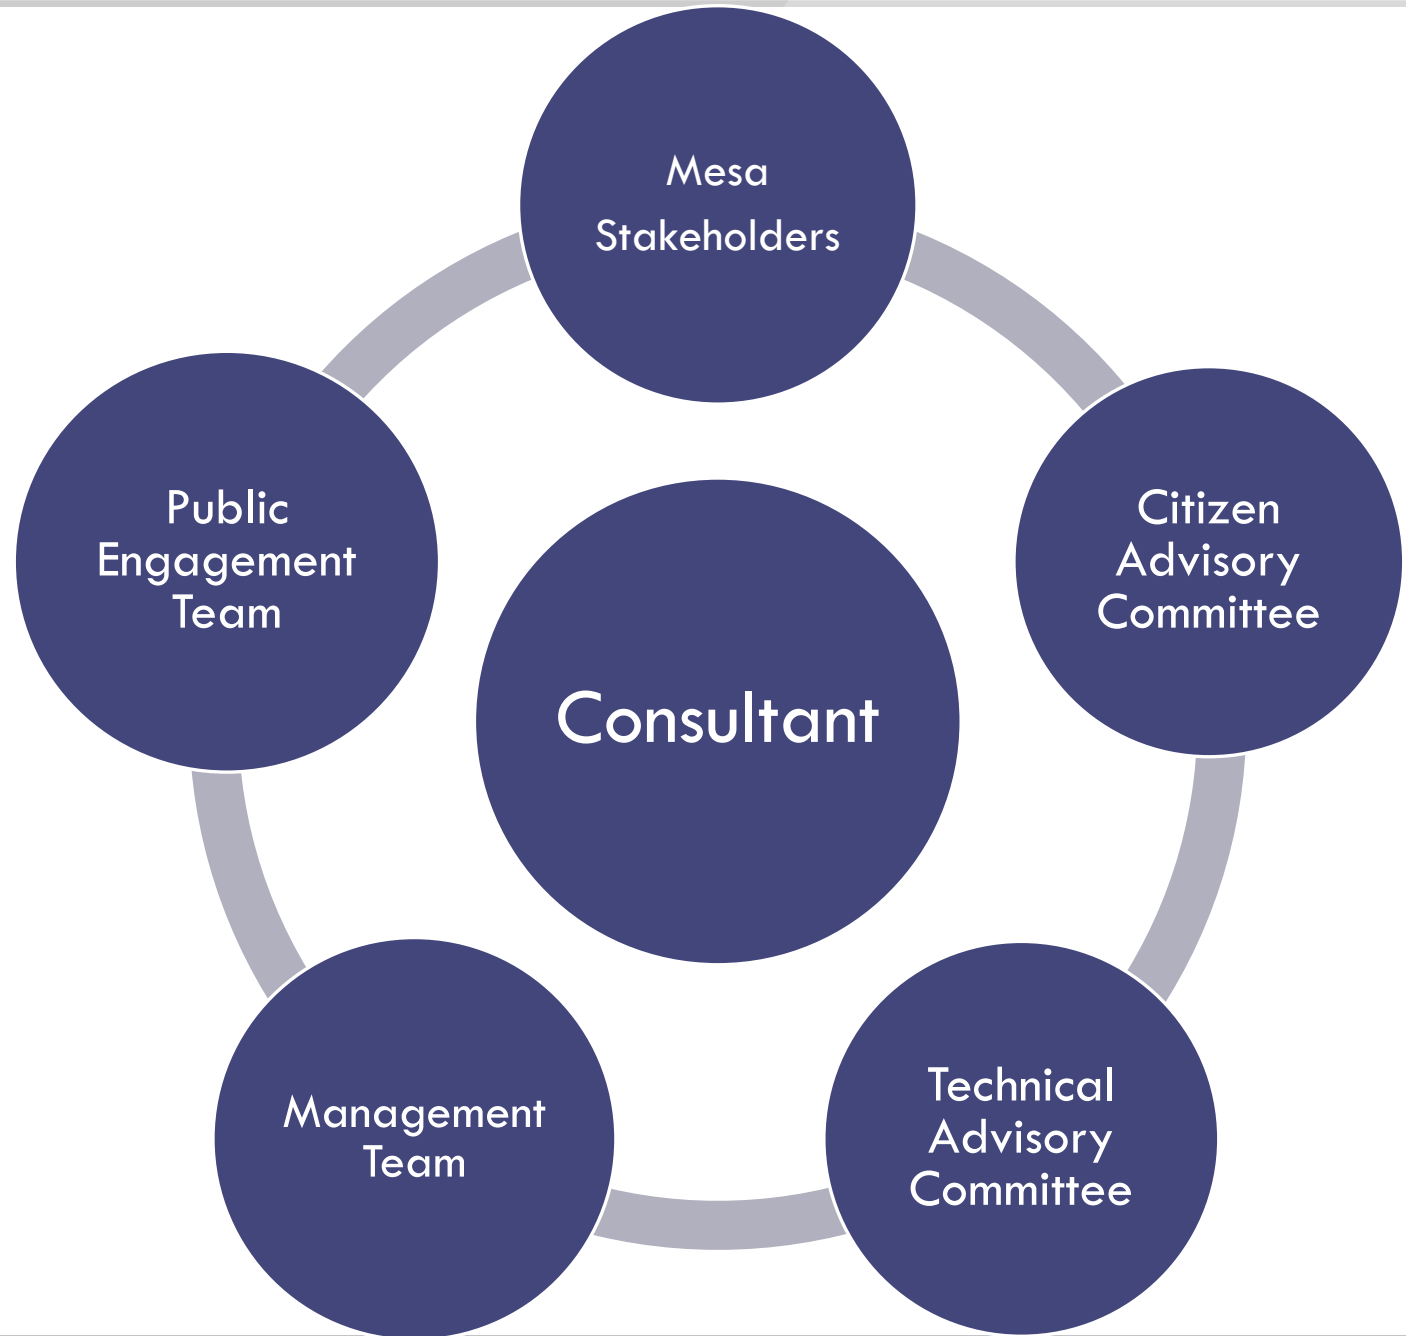 Mesa
Stakeholders
Public
Engagement
Team
Citizen
Advisory
Committee
Consultant
Management
Team
Technical
Advisory
Committee